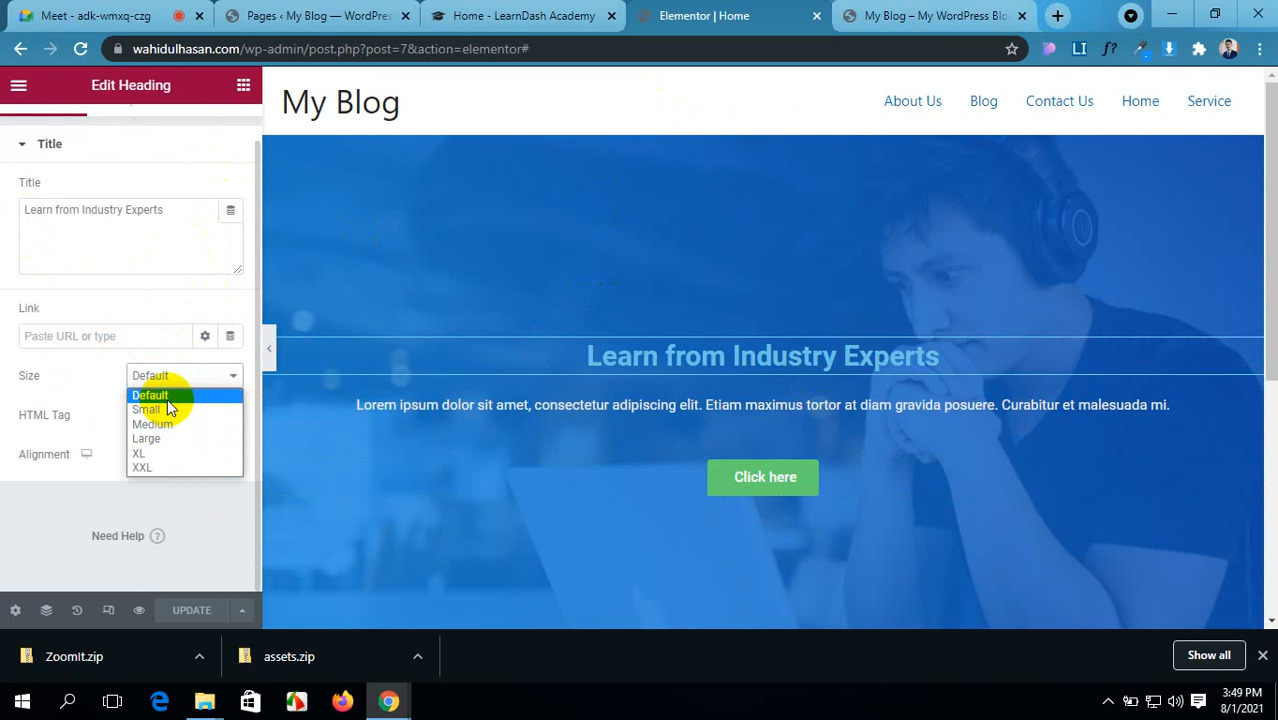 Meet - adk-wmxq-czg
Pages ‹ My Blog — WordPres
Home - LearnDash Academy
Elementor | Home
My Blog – My WordPress Blo
wahidulhasan.com/wp-admin/post.php?post=7&action=elementor#
LI
f?
Edit Heading
Title
Title
Learn from Industry Experts
Link
Paste URL or type
Size
Default
Default
Small
HTML Tag
Medium
Large
Alignment
XL
XXL
Need Help
UPDATE
My Blog
About Us
Blog
Contact Us
Home
Service
Learn from Industry Experts
Lorem ipsum dolor sit amet, consectetur adipiscing elit. Etiam maximus tortor at diam gravida posuere. Curabitur et malesuada mi.
Click here
ZoomIt.zip
assets.zip
Show all
3:49 PM
8/1/2021